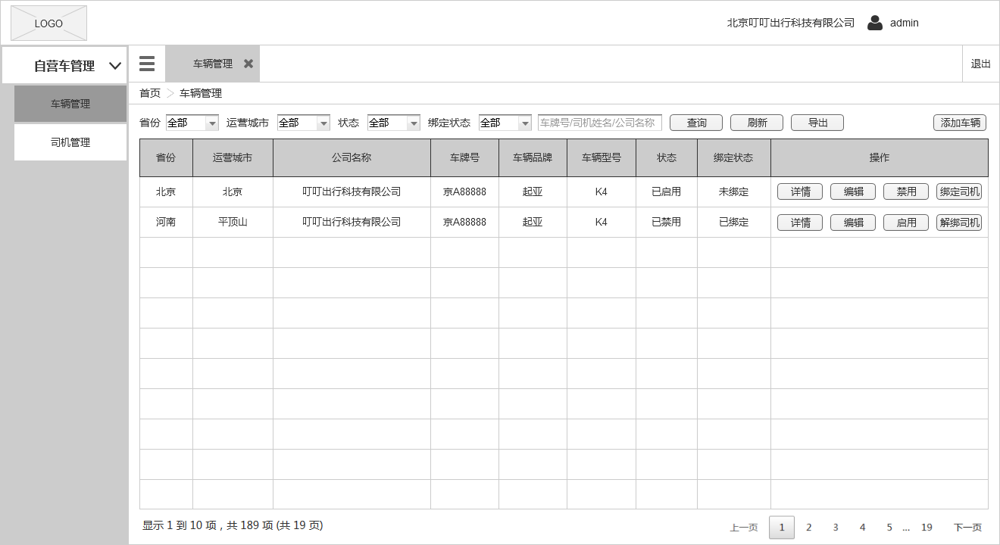 LOGO
北京叮叮出行科技有限公司 admin
自营车管理
车辆管理
退出
车辆管理
首页 车辆管理
司机管理
省份 全部 运营城市 全部 状态 全部 绑定状态 全部 车牌号/司机姓名/公司名称 查询 刷新 导出 添加车辆
省份 运营城市 公司名称 车牌号 车辆品牌 车辆型号 状态 绑定状态 操作
北京 北京 叮叮出行科技有限公司 京A88888 起亚 K4 已启用 未绑定 详情 编辑 禁用 绑定司机
河南 平顶山 叮叮出行科技有限公司 京A88888 起亚 K4 已禁用 已绑定 详情 编辑 启用 解绑司机
显示 1 到 10 项，共 189 项 (共 19 页)
上一页 1 2 3 4 5 ... 19 下一页